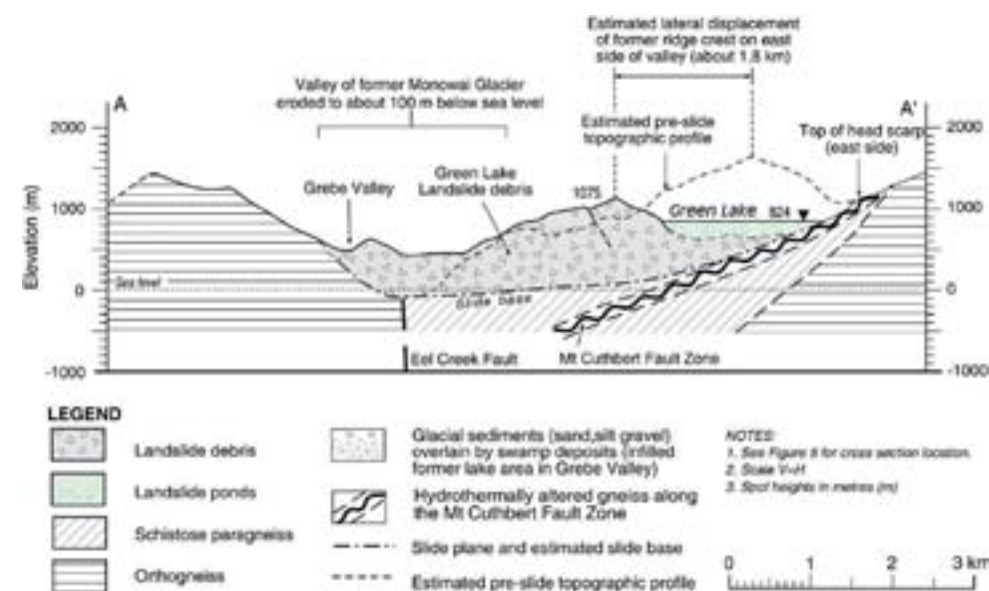 Estimated lateral displacement
of former ridge crest on east
side of valley (about 1.8 km)
Valley of former Monowai Glacier
eroded to about 100 m below sea level
A
A'
Estimated pre-slide
topographic profile
Top of head scarp
(east side)
2000
2000
Green Lake
Landslide debris
Grebe Valley
1075
Green Lake 824
1000
1000
Elevation (m)
Sea level
0
0
Slide base
Eel Creek Fault
Mt Cuthbert Fault Zone
-1000
-1000
LEGEND
Landslide debris
Landslide ponds
Schistose paragneiss
Orthogneiss
Glacial sediments (sand,silt gravel)
overlain by swamp deposits (infilled
former lake area in Grebe Valley)
Hydrothermally altered gneiss along
the Mt Cuthbert Fault Zone
Slide plane and estimated slide base
Estimated pre-slide topographic profile
NOTES:
1. See Figure 6 for cross section location.
2. Scale V=H
3. Spot heights in metres (m)
0 1 2 3 km